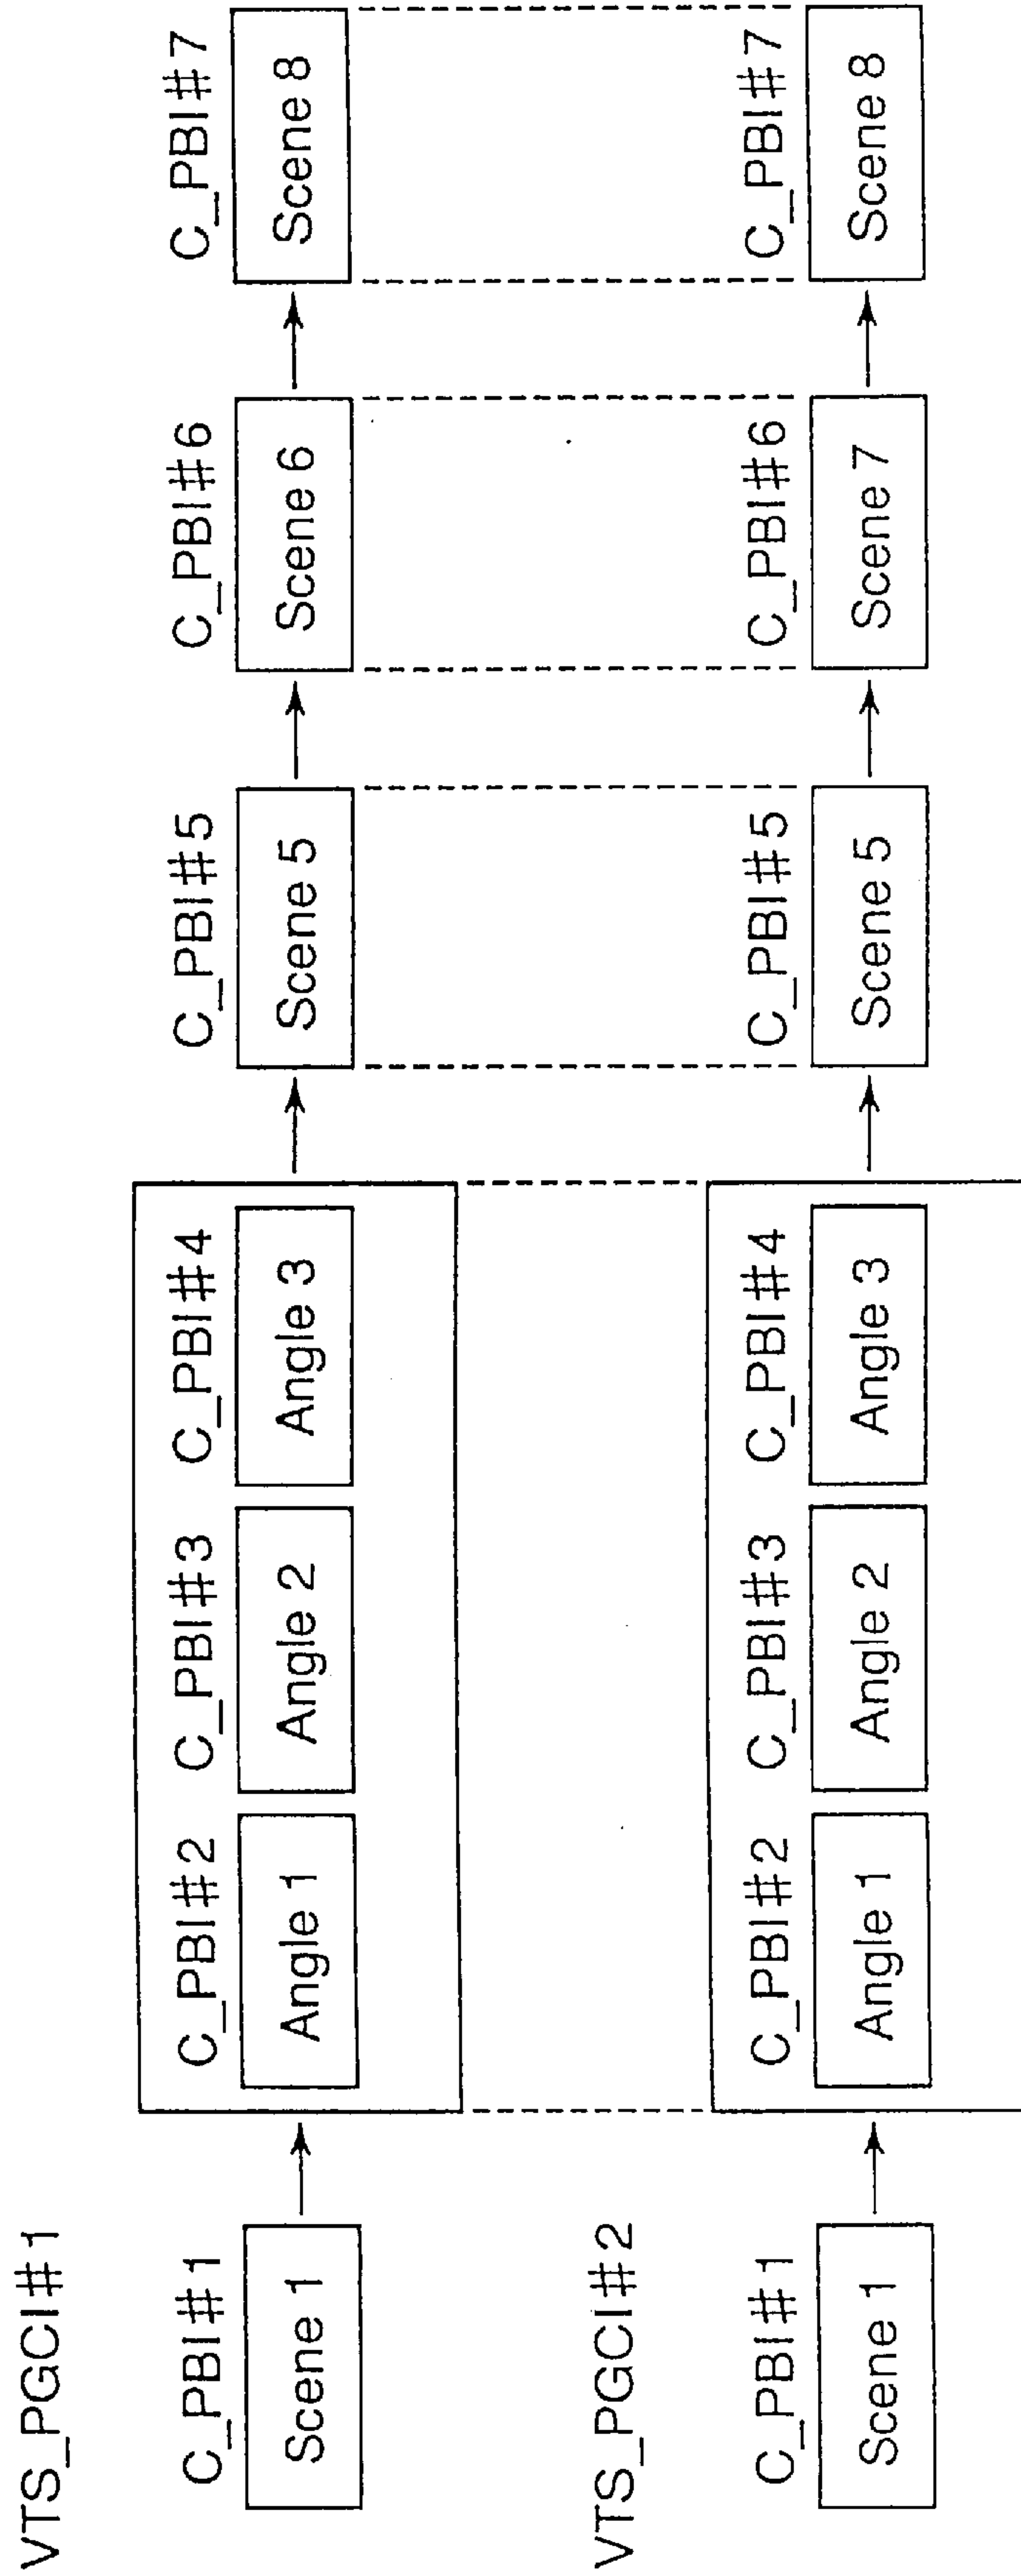 VTS_PGCI#1
C_PBI#1
C_PBI#2
C_PBI#3
C_PBI#4
C_PBI#5
C_PBI#6
C_PBI#7
Scene 1
Angle 1
Angle 2
Angle 3
Scene 5
Scene 6
Scene 8
VTS_PGCI#2
C_PBI#1
C_PBI#2
C_PBI#3
C_PBI#4
C_PBI#5
C_PBI#6
C_PBI#7
Scene 1
Angle 1
Angle 2
Angle 3
Scene 5
Scene 7
Scene 8